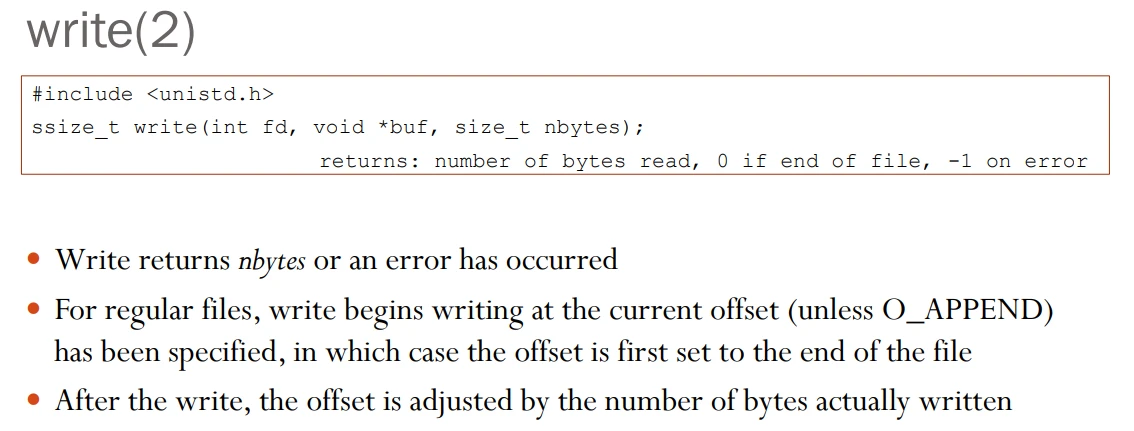 write(2)
#include <unistd.h>
ssize_t write(int fd, void *buf, size_t nbytes);
returns: number of bytes read, 0 if end of file, -1 on error
• Write returns nbytes or an error has occurred
• For regular files, write begins writing at the current offset (unless O_APPEND)
has been specified, in which case the offset is first set to the end of the file
• After the write, the offset is adjusted by the number of bytes actually written